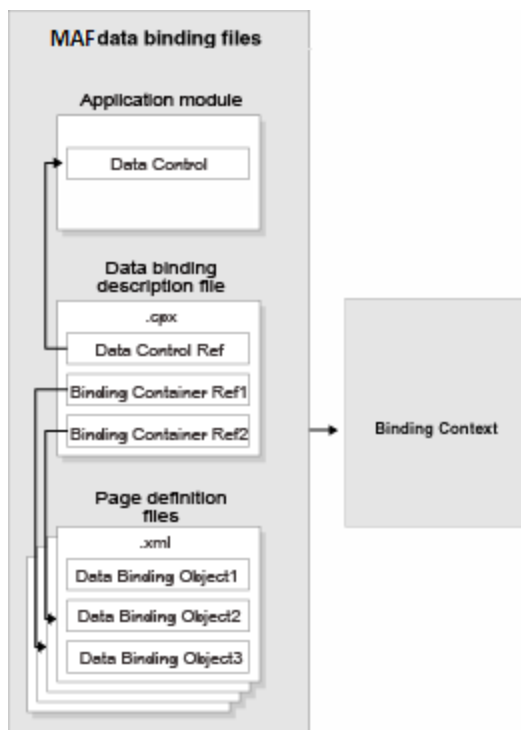 MAF data binding files
Application module
Data Control
Data binding
description file
.cpx
Data Control Ref
Binding Container Ref1
Binding Container Ref2
Binding Context
Page definition
files
.xml
Data Binding Object1
Data Binding Object2
Data Binding Object3